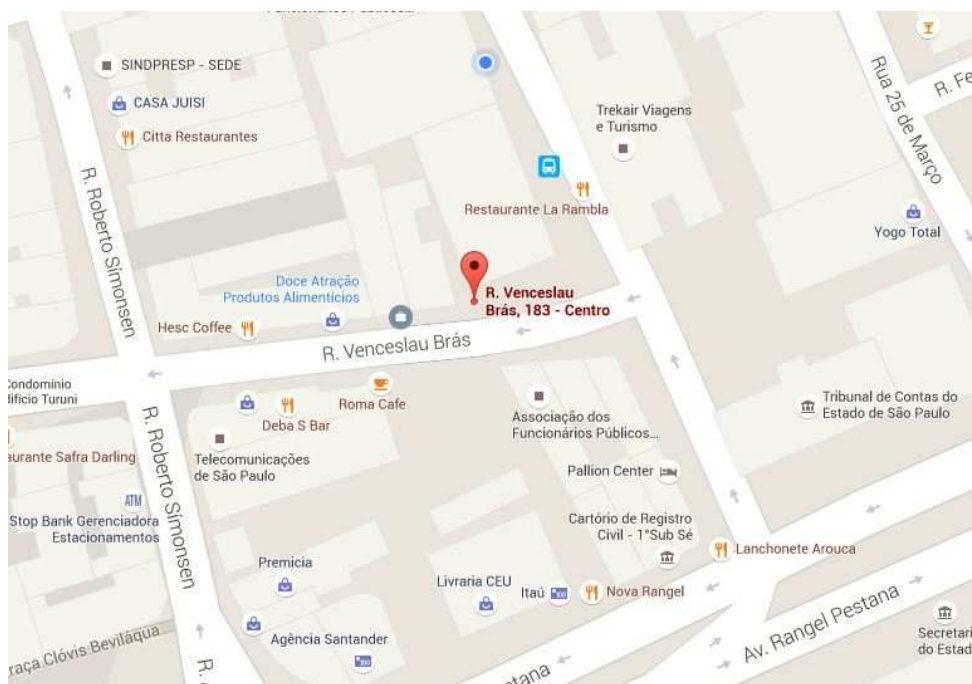 SINDPRESP - SEDE
CASA JUISI
Citta Restaurantes
Trekair Viagens
e Turismo
Rua 25 de Março
R. Fe
Restaurante La Rambla
Yogo Total
R. Roberto Simonsen
Doce Atração
Produtos Alimentícios
R. Venceslau
Brás, 183 - Centro
Hesc Coffee
R. Venceslau Brás
Condomínio
difício Turuni
Roma Cafe
Deba S Bar
Associação dos
Funcionários Públicos...
Tribunal de Contas do
Estado de São Paulo
aurante Safra Darling
Telecomunicações
de São Paulo
R. Roberto Simonsen
Pallion Center
ATM
Stop Bank Gerenciadora
Estacionamentos
Cartório de Registro
Civil - 1°Sub Sé
Lanchonete Arouca
Premicia
Livraria CEU
Itaú
Nova Rangel
Av. Rangel Pestana
Agência Santander
raça Clóvis Beviláqua
Secretari
do Estad
stana
R.